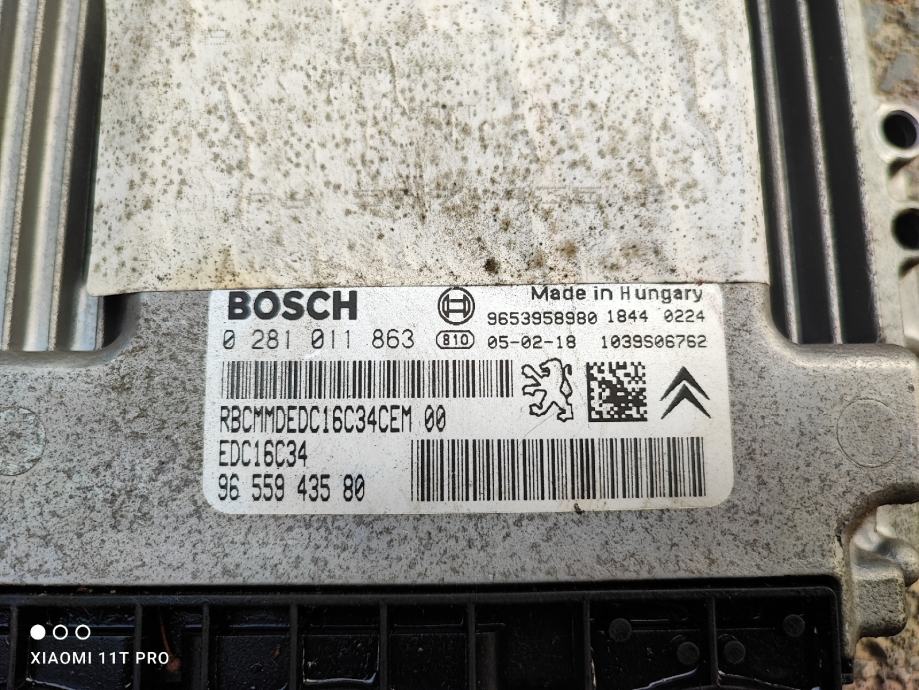 BOSCH
Made in Hungary
9653958980 1844 0224
0 281 011 863 810 05-02-18 1039S06762
RBCMMDEDC16C34CEM 00
EDC16C34
96 559 435 80
XIAOMI 11T PRO